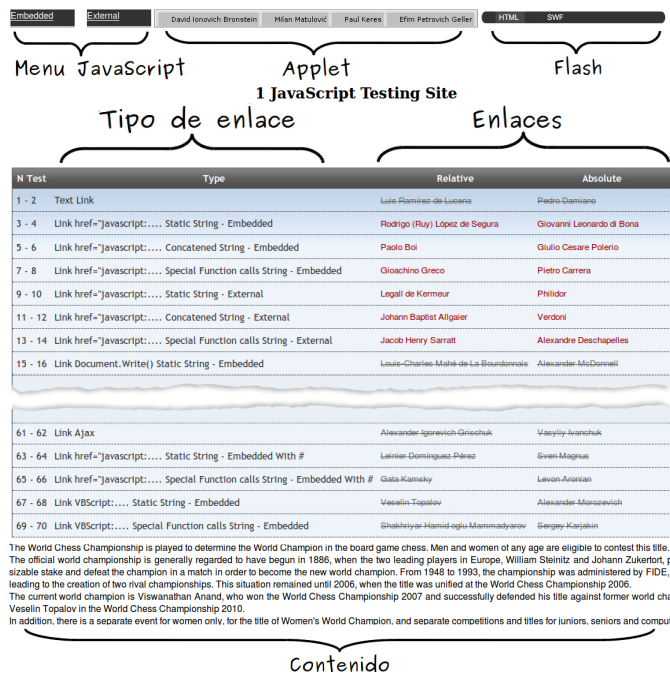 Embedded External David Ionovich Bronstein Milan Matulović Paul Keres Efim Petrovich Geller HTML SWF
Menu JavaScript Applet Flash
1 JavaScript Testing Site
Tipo de enlace Enlaces
N Test Type Relative Absolute
1 - 2 Text Link Luis Ramirez de Lucena Pedro Damiano
3 - 4 Link href="javascript:.... Static String - Embedded Rodrigo (Ruy) López de Segura Giovanni Leonardo di Bona
5 - 6 Link href="javascript:.... Concatened String - Embedded Paolo Boi Giulio Cesare Polerio
7 - 8 Link href="javascript:.... Special Function calls String - Embedded Gioachino Greco Pietro Carrera
9 - 10 Link href="javascript:.... Static String - External Legall de Kermeur Philidor
11 - 12 Link href="javascript:.... Concatened String - External Johann Baptist Allgaier Verdoni
13 - 14 Link href="javascript:.... Special Function calls String - External Jacob Henry Sarratt Alexandre Deschapelles
15 - 16 Link Document.Write() Static String - Embedded Louis-Charles Mahé de La Bourdonnais Alexander McDonnell
61 - 62 Link Ajax Alexander Igorevich Grischuk Vasyliy Ivanchuk
63 - 64 Link href="javascript:.... Static String - Embedded With # Leinier Domínguez Pérez Sven Magnus
65 - 66 Link href="javascript:.... Special Function calls String - Embedded With # Gata Kamsky Levon Aronian
67 - 68 Link VBScript:.... Static String - Embedded Veselin Topalov Alexander Morozevich
69 - 70 Link VBScript:.... Special Function calls String - Embedded Shakhriyar Hamid oglu Mammadyarov Sergey Karjakin
The World Chess Championship is played to determine the World Champion in the board game chess. Men and women of any age are eligible to contest this title.
The official world championship is generally regarded to have begun in 1886, when the two leading players in Europe, William Steinitz and Johann Zukertort, p
sizable stake and defeat the champion in a match in order to become the new world champion. From 1948 to 1993, the championship was administered by FIDE,
leading to the creation of two rival championships. This situation remained until 2006, when the title was unified at the World Chess Championship 2006.
The current world champion is Viswanathan Anand, who won the World Chess Championship 2007 and successfully defended his title against former world cha
Veselin Topalov in the World Chess Championship 2010.
In addition, there is a separate event for women only, for the title of Women's World Champion, and separate competitions and titles for juniors, seniors and comput
Contenido